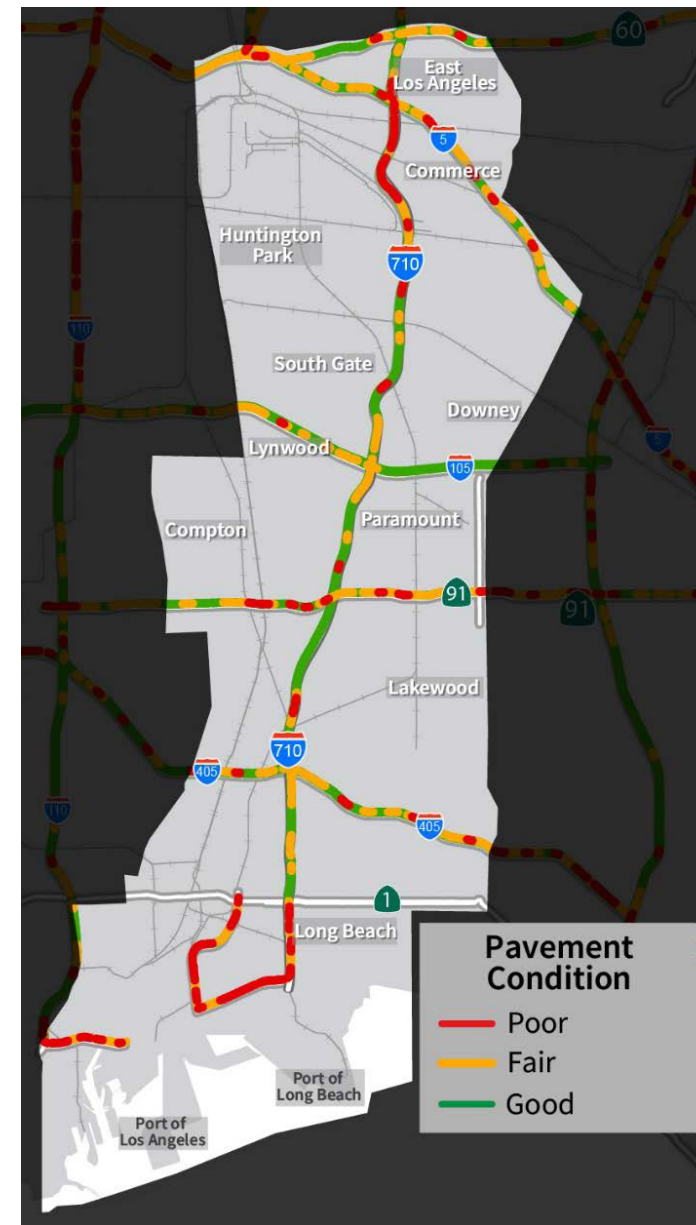 60
East
Los Angeles
5
Commerce
Huntington
Park
710
110
South Gate
Downey
5
Lynwood
105
Compton
Paramount
91
91
Lakewood
710
405
110
405
1
Long Beach
Port of
Long Beach
Port of
Los Angeles
Pavement
Condition
Poor
Fair
Good